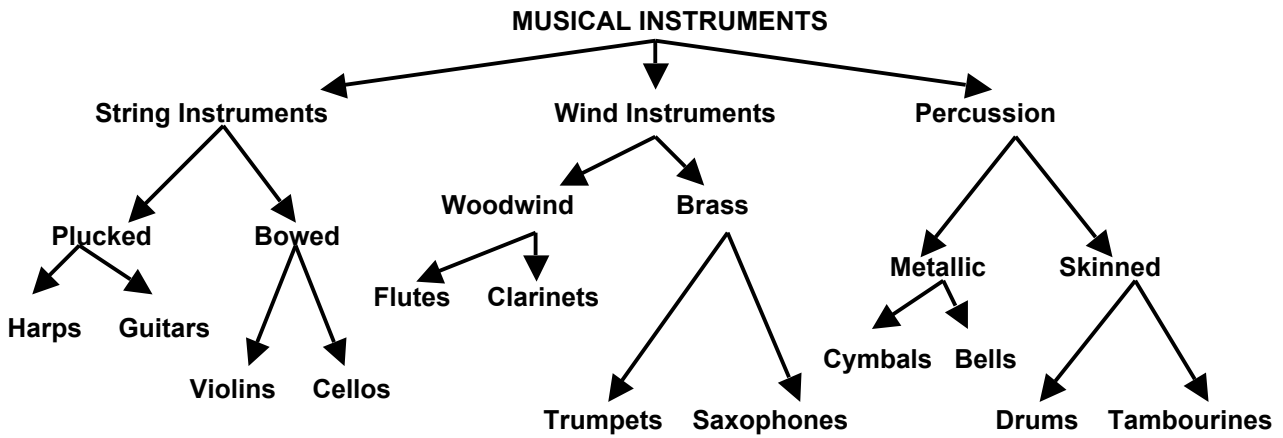 MUSICAL INSTRUMENTS
String Instruments
Wind Instruments
Percussion
Woodwind
Brass
Plucked
Bowed
Metallic
Skinned
Flutes
Clarinets
Harps
Guitars
Cymbals
Bells
Violins
Cellos
Trumpets
Saxophones
Drums
Tambourines